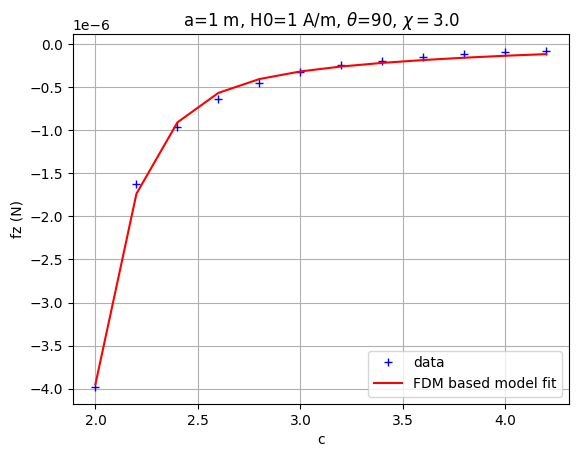 a=1 m, H0=1 A/m, θ=90, χ = 3.0
1e−6
0.0
−0.5
−1.0
−1.5
−2.0
−2.5
−3.0
−3.5
−4.0
fz (N)
data
FDM based model fit
2.0 2.5 3.0 3.5 4.0
c